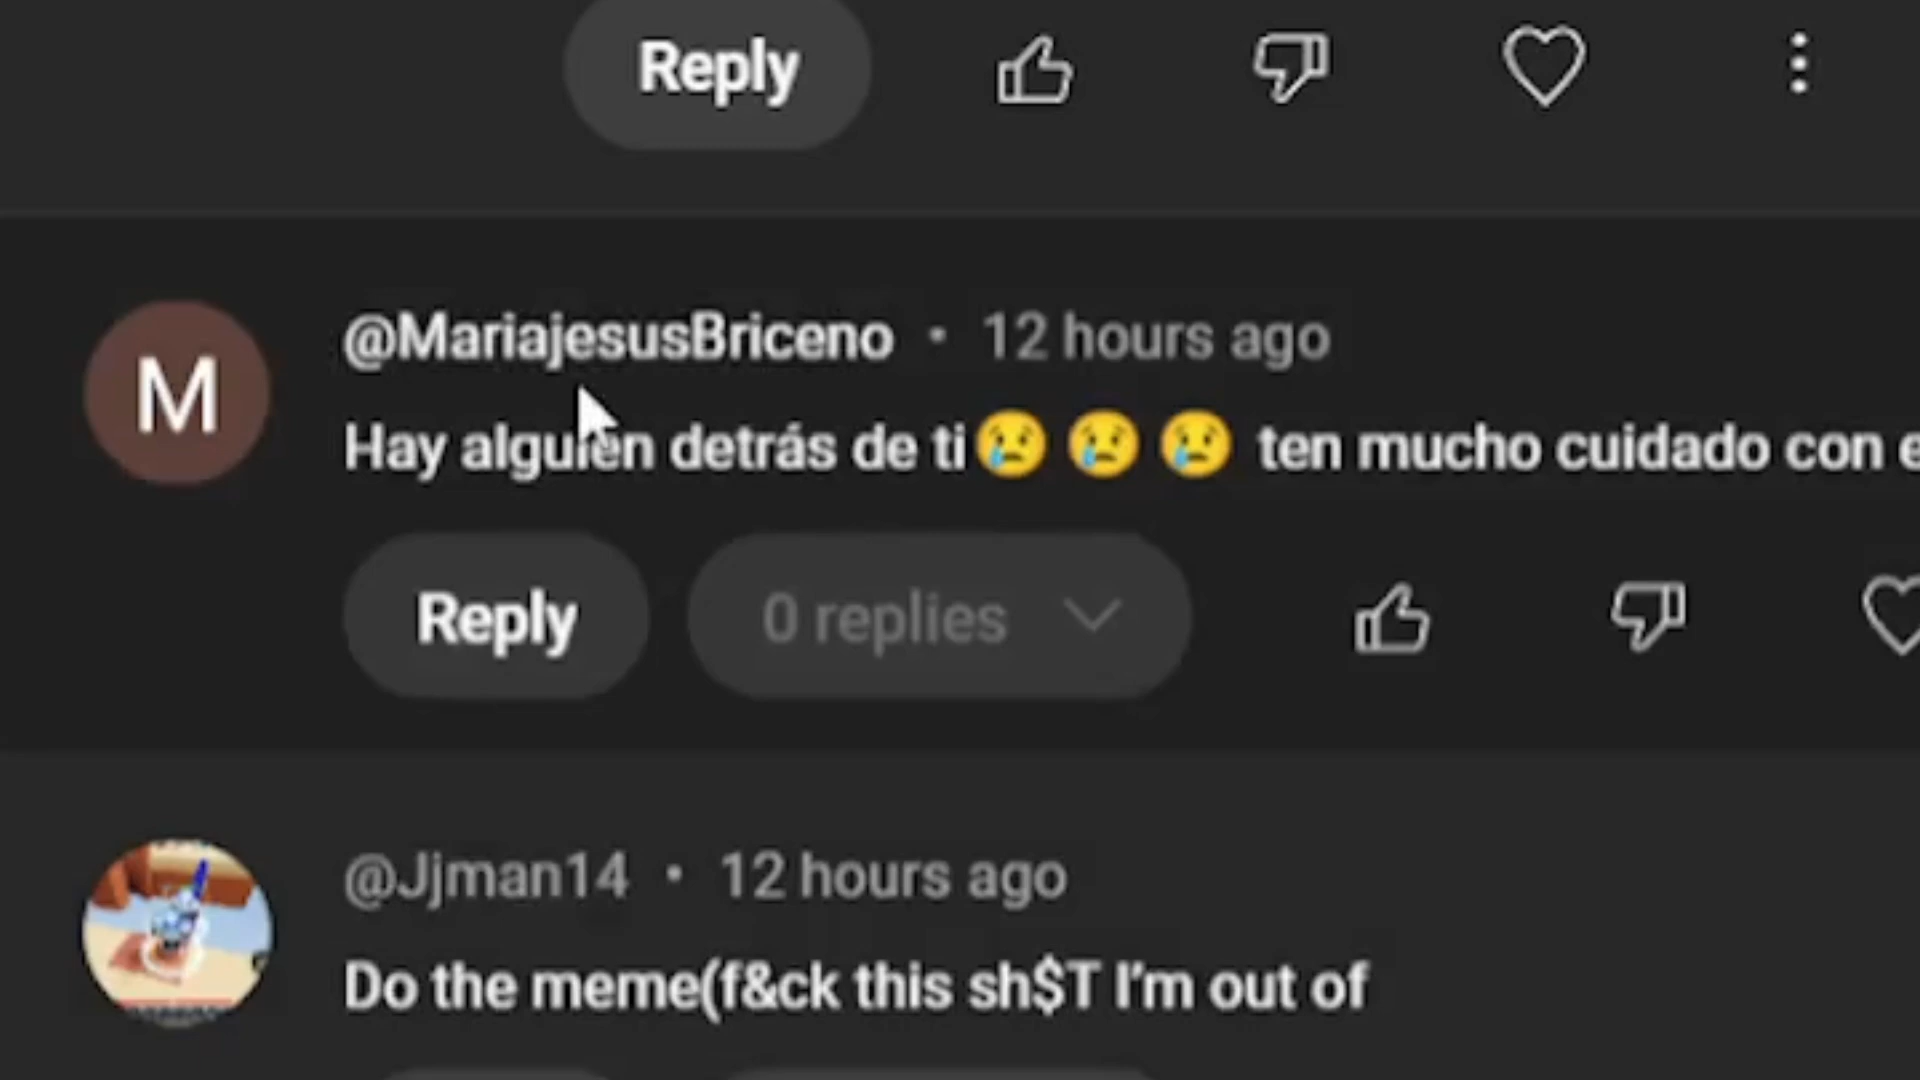 Reply
M
@MariajesusBriceno • 12 hours ago
Hay alguien detrás de ti😢😢😢 ten mucho cuidado con e
Reply 0 replies
@Jjman14 • 12 hours ago
Do the meme(f&ck this sh$T I'm out of